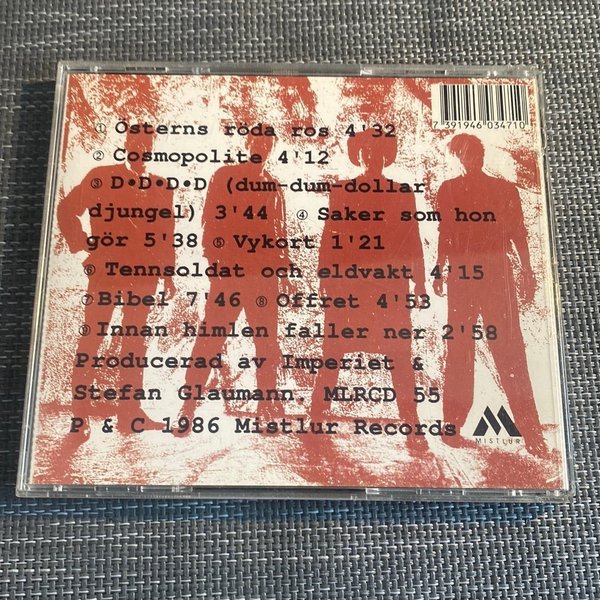 7 391946 034710
① Österns röda ros 4'32
② Cosmopolite 4'12
③ D•D•D•D (dum-dum-dollar
djungel) 3'44 ④ Saker som hon
gör 5'38 ⑤ Vykort 1'21
⑥ Tennsoldat och eldvakt 4'15
⑦ Bibel 7'46 ⑧ Offret 4'53
⑨ Innan himlen faller ner 2'58
Producerad av Imperiet &
Stefan Glaumann. MLRCD 55
P & C 1986 Mistlur Records
MISTLUR